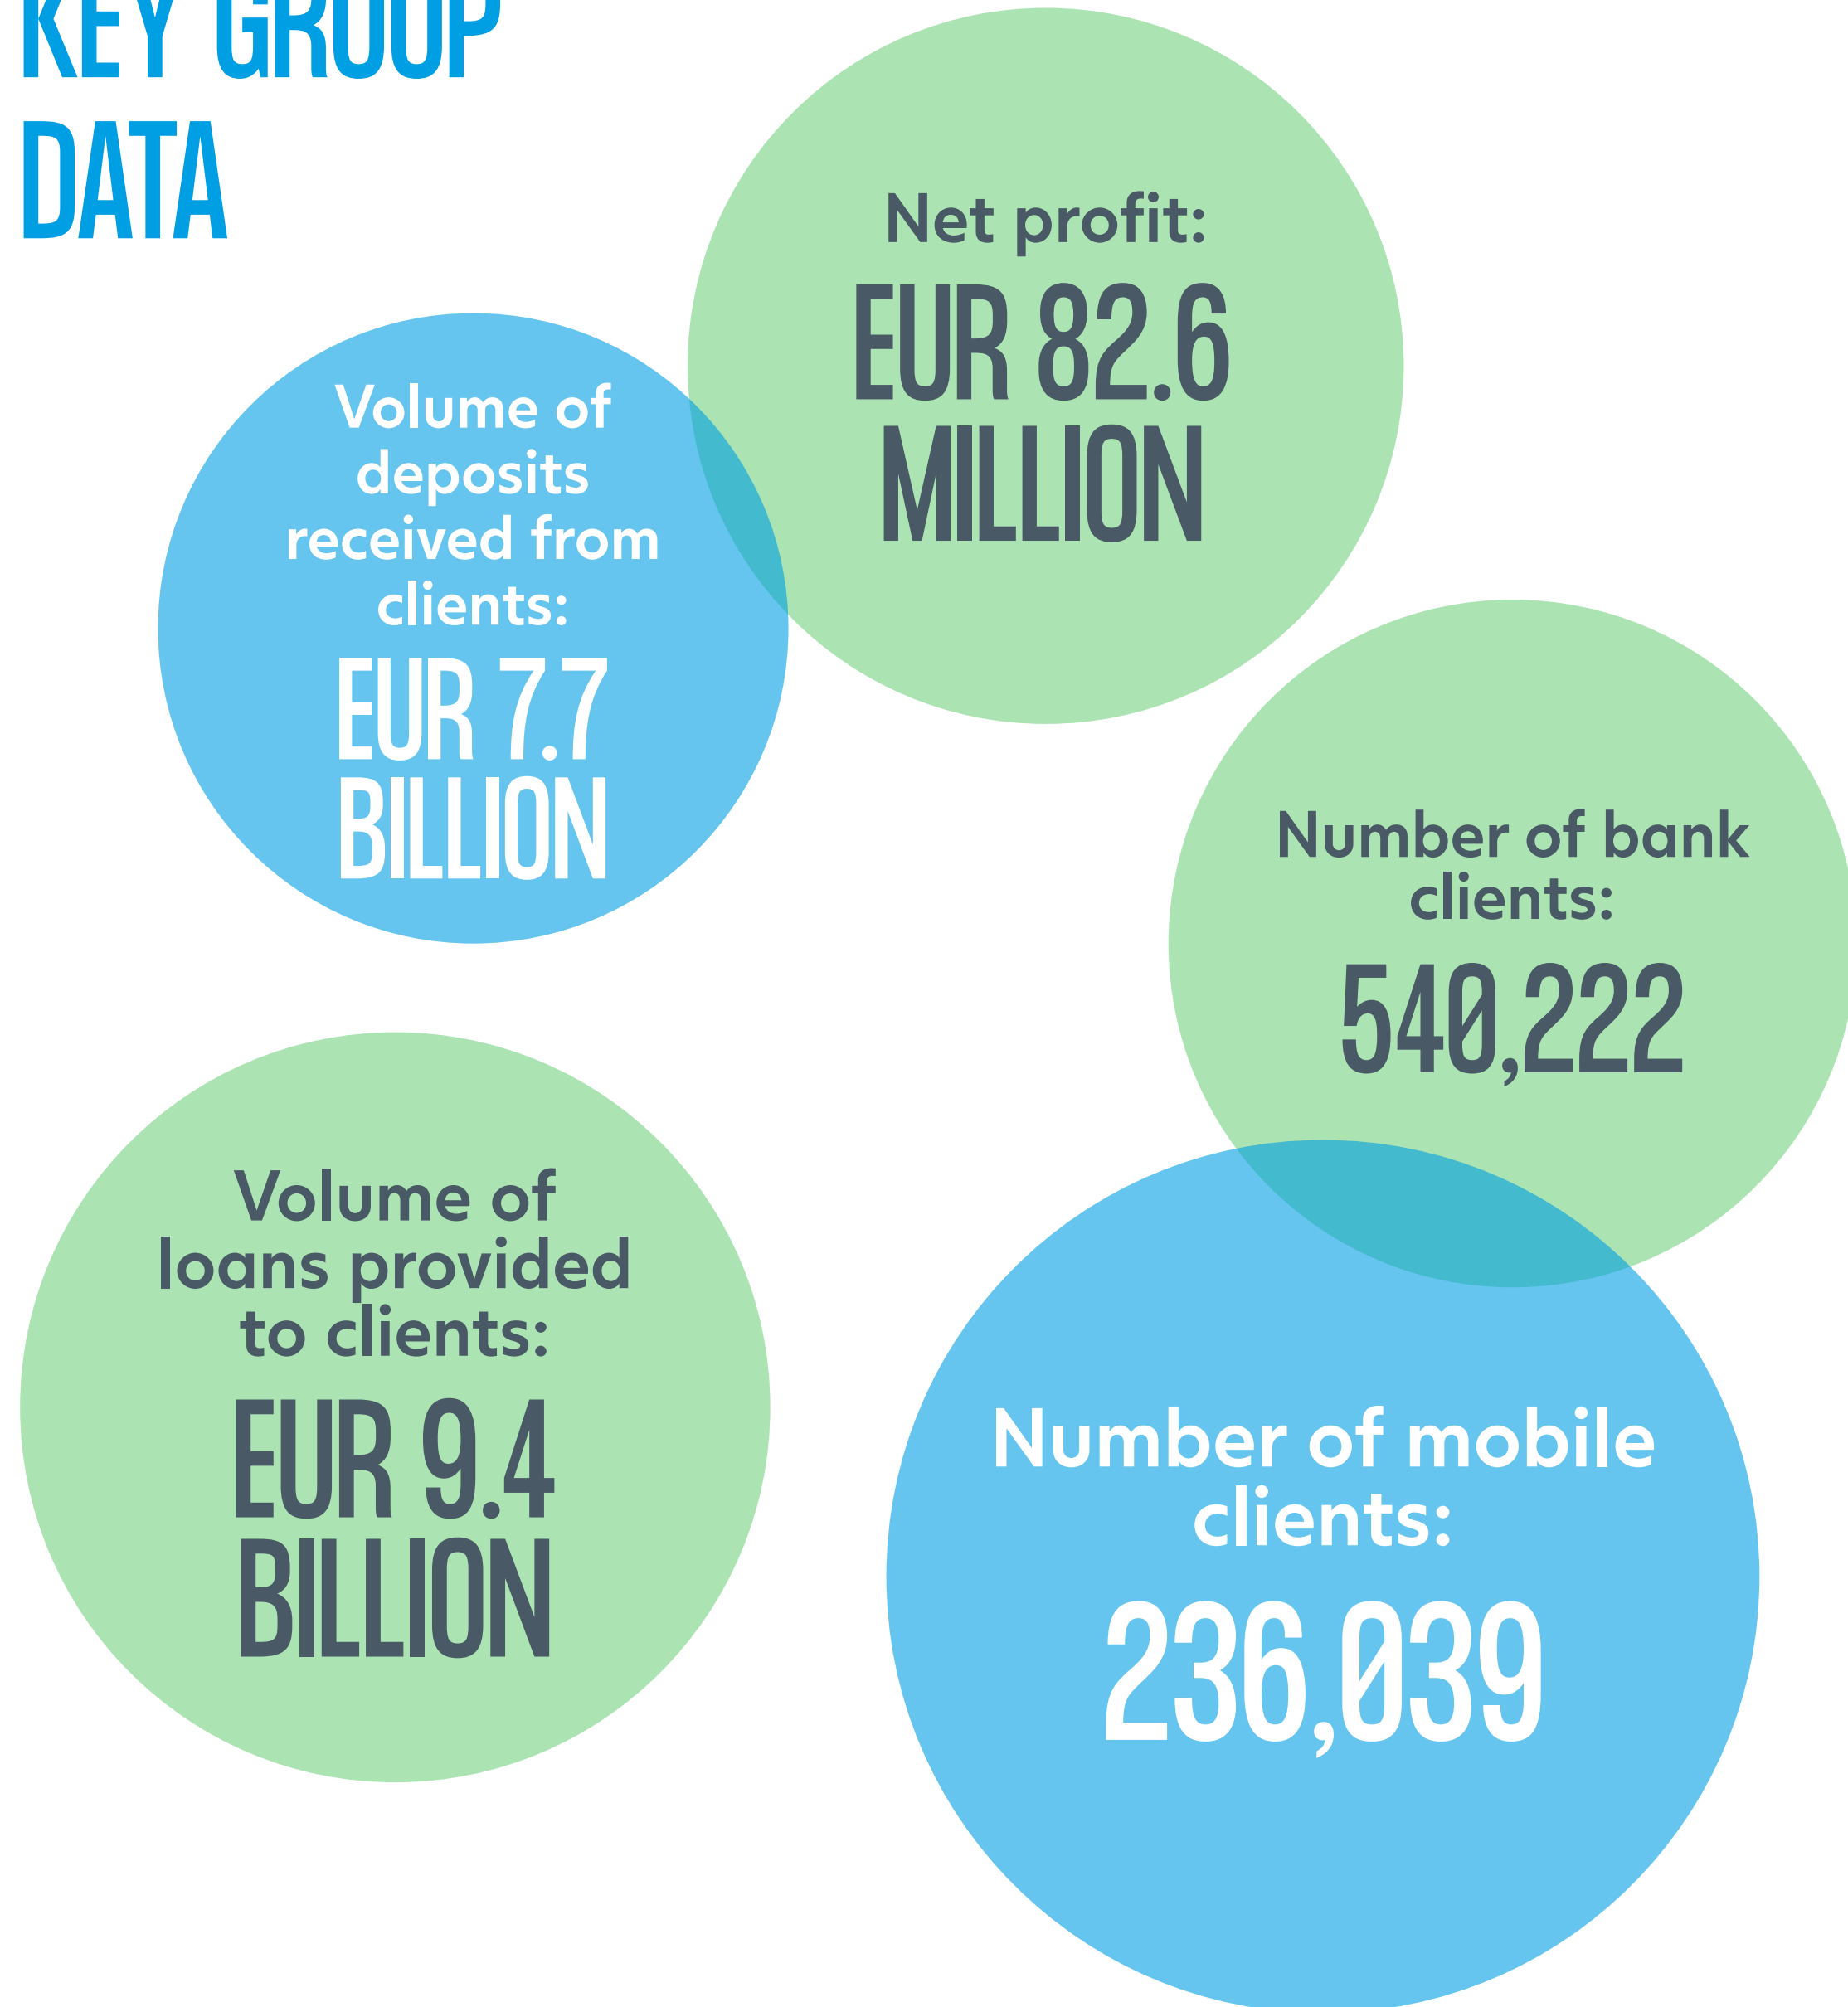 KEY GROUP
DATA
Net profit:
EUR 82.6
MILLION
Volume of
deposits
received from
clients:
EUR 7.7
BILLION
Number of bank
clients:
540,222
Volume of
loans provided
to clients:
EUR 9.4
BILLION
Number of mobile
clients:
236,039